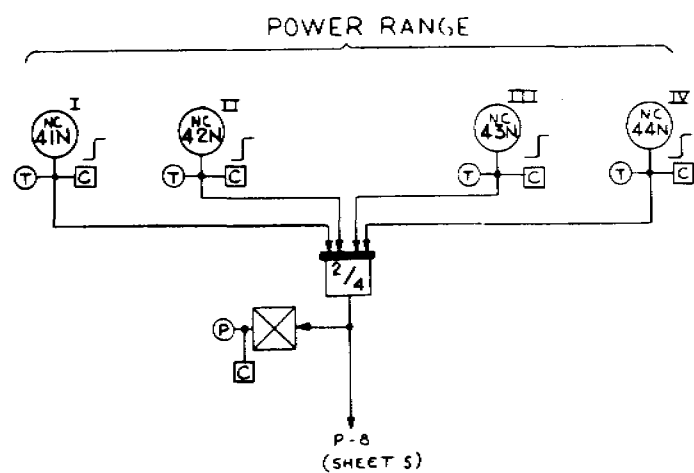 POWER RANGE
I II III IV
NC NC NC NC
41N 42N 43N 44N
T C T C T C T C
2/4
P
C
P-8
(SHEET 5)